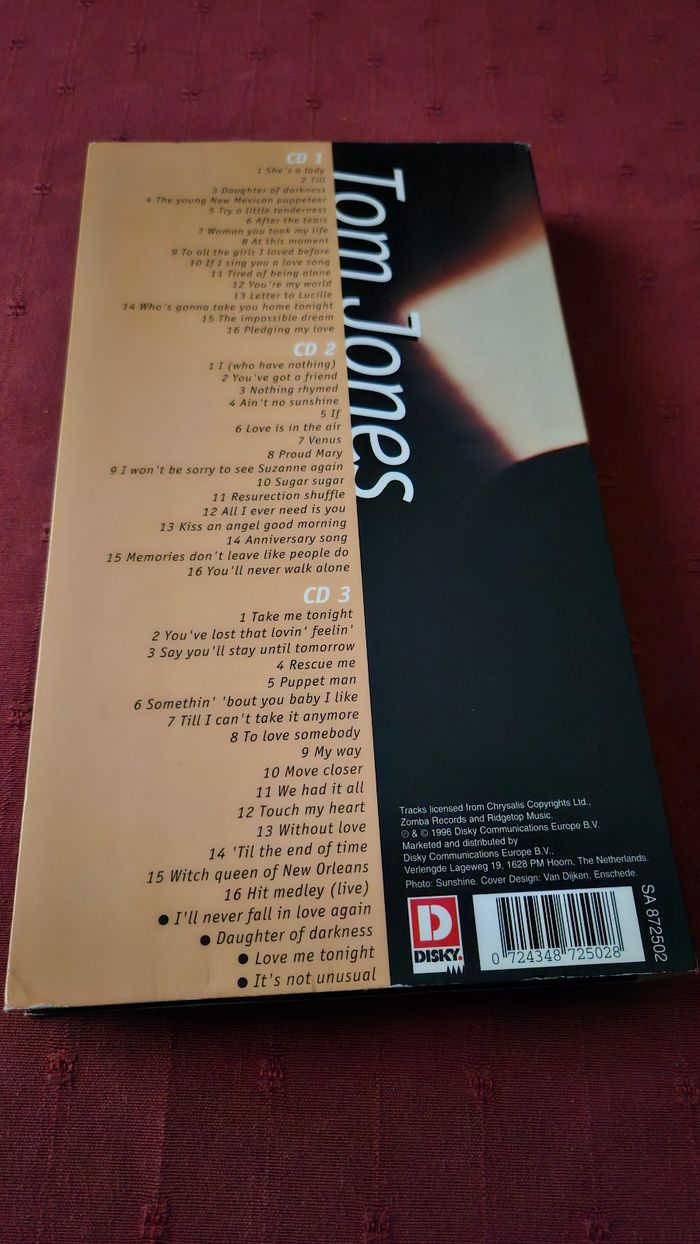 CD 1
1 She's a lady
2 Till
3 Daughter of darkness
4 The young New Mexican puppeteer
5 Try a little tenderness
6 After the tears
7 Woman you took my life
8 At this moment
9 To all the girls I loved before
10 If I sing you a love song
11 Tired of being alone
12 You're my world
13 Letter to Lucille
14 Who's gonna take you home tonight
15 The impossible dream
16 Pledging my love
CD 2
1 I (who have nothing)
2 You've got a friend
3 Nothing rhymed
4 Ain't no sunshine
5 If
6 Love is in the air
7 Venus
8 Proud Mary
9 I won't be sorry to see Suzanne again
10 Sugar sugar
11 Resurection shuffle
12 All I ever need is you
13 Kiss an angel good morning
14 Anniversary song
15 Memories don't leave like people do
16 You'll never walk alone
CD 3
1 Take me tonight
2 You've lost that lovin' feelin'
3 Say you'll stay until tomorrow
4 Rescue me
5 Puppet man
6 Somethin' 'bout you baby I like
7 Till I can't take it anymore
8 To love somebody
9 My way
10 Move closer
11 We had it all
12 Touch my heart
13 Without love
14 'Til the end of time
15 Witch queen of New Orleans
16 Hit medley (live)
● I'll never fall in love again
● Daughter of darkness
● Love me tonight
● It's not unusual
Tom Jones
Tracks licensed from Chrysalis Copyrights Ltd.,
Zomba Records and Ridgetop Music.
℗ & © 1996 Disky Communications Europe B.V.
Marketed and distributed by
Disky Communications Europe B.V.,
Verlengde Lageweg 19, 1628 PM Hoorn, The Netherlands.
Photo: Sunshine. Cover Design: Van Dijken, Enschede.
D
DISKY.
0 724348 725028
SA 872502